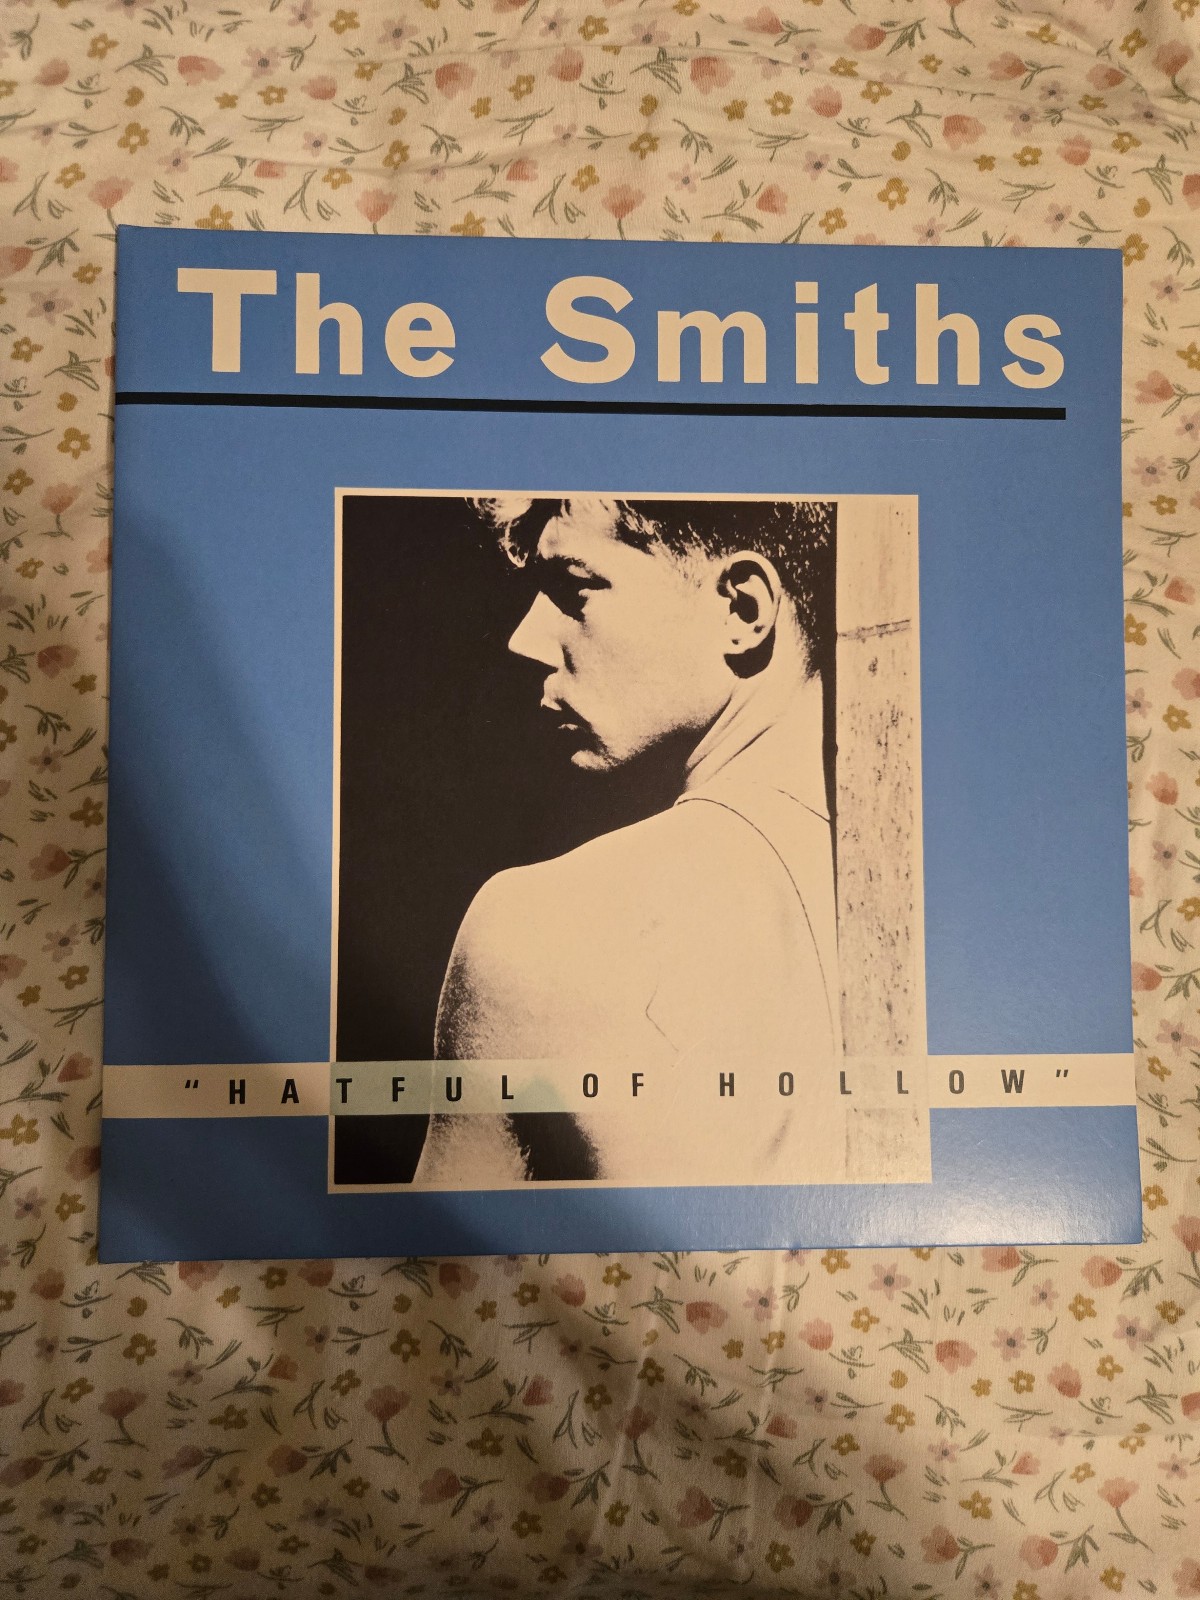 The Smiths
"HATFUL OF HOLLOW"